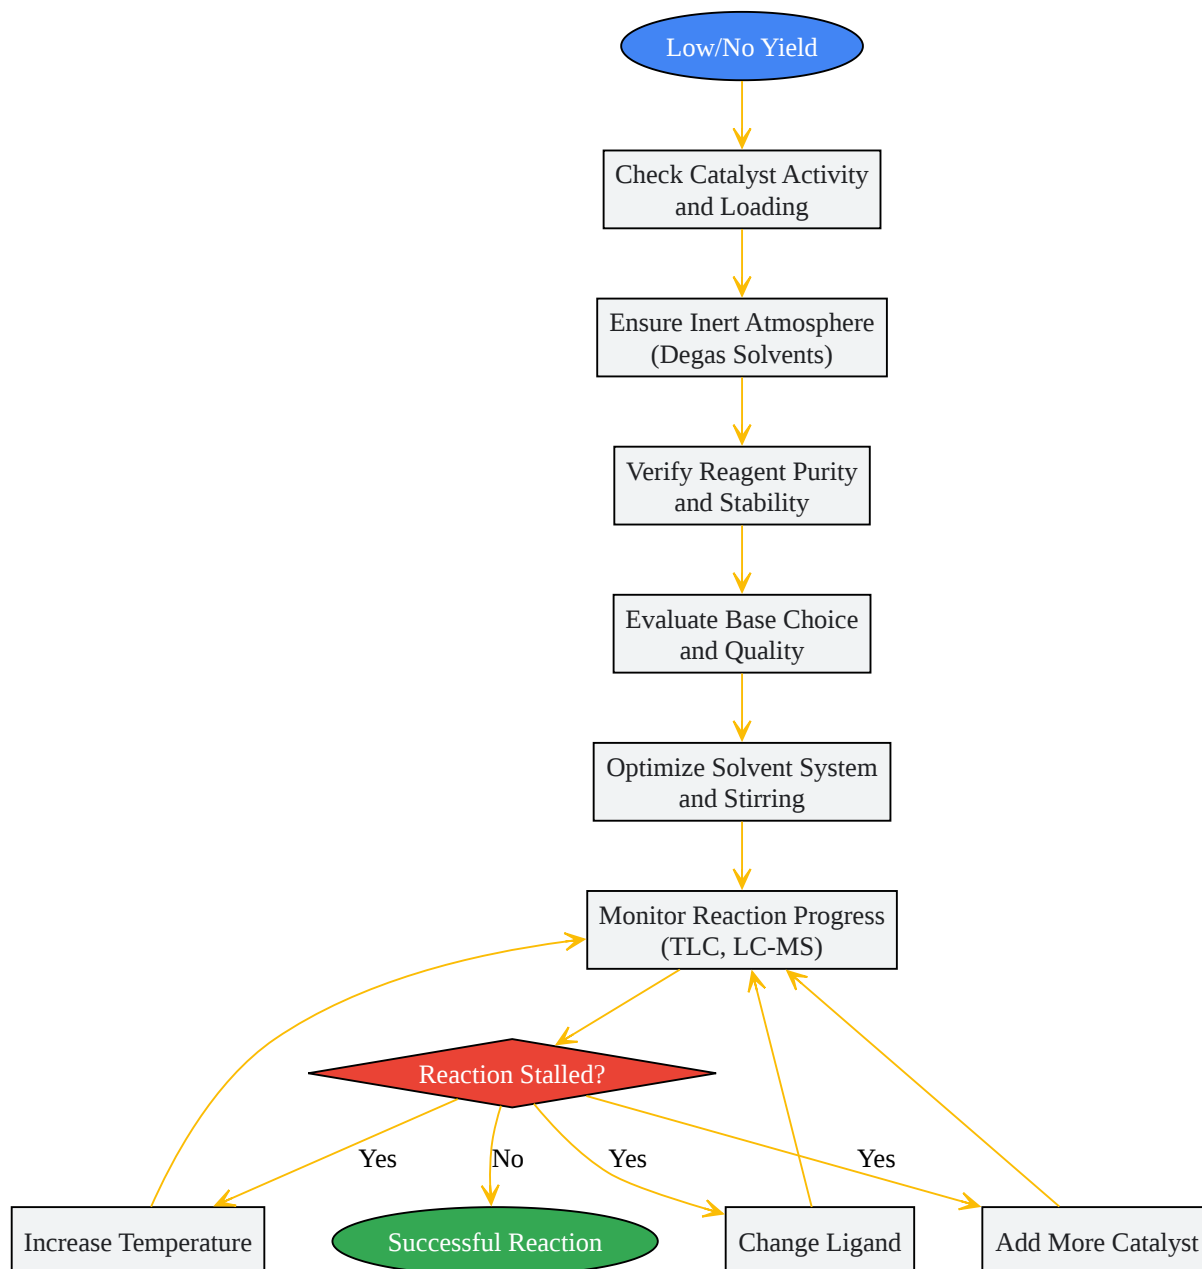 Low/No Yield
Check Catalyst Activity
and Loading
Ensure Inert Atmosphere
(Degas Solvents)
Verify Reagent Purity
and Stability
Evaluate Base Choice
and Quality
Optimize Solvent System
and Stirring
Monitor Reaction Progress
(TLC, LC-MS)
Reaction Stalled?
Yes
No
Yes
Yes
Increase Temperature
Successful Reaction
Change Ligand
Add More Catalyst